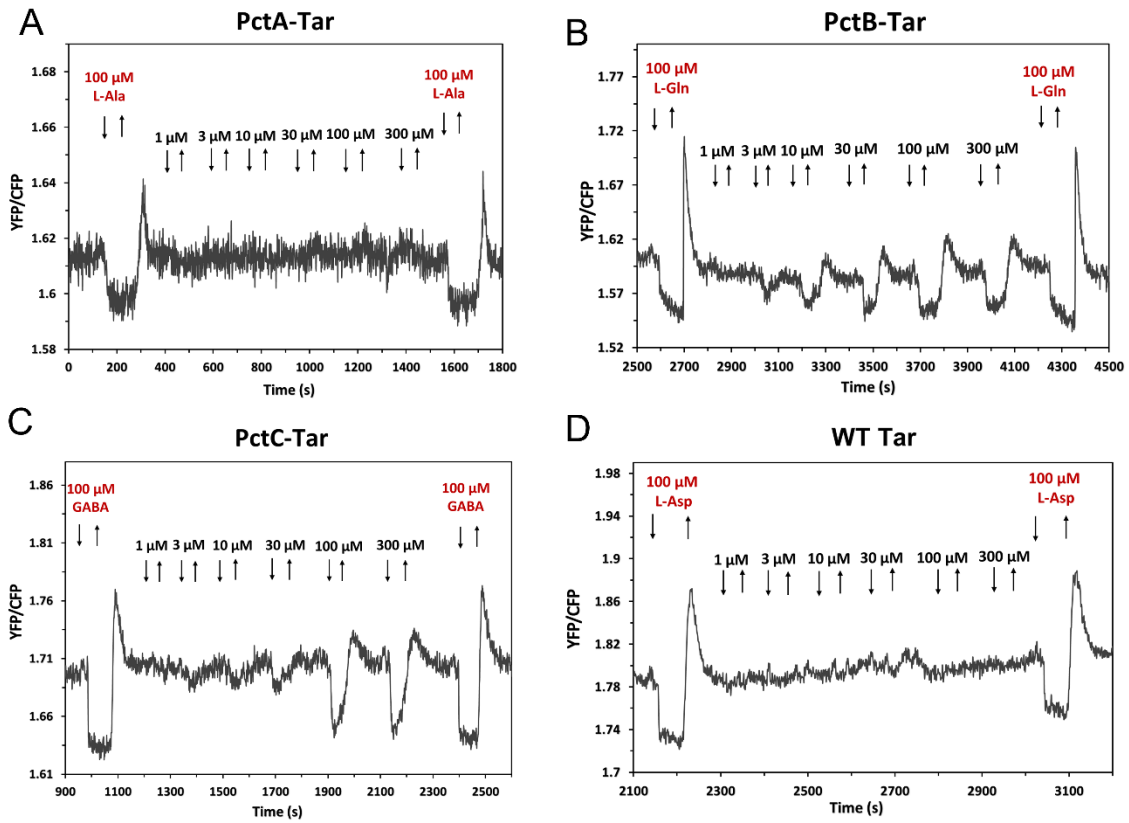 A
PctA-Tar
1.68
1.66
1.64
1.62
1.6
1.58
YFP/CFP
100 µM
L-Ala
1 µM 3 µM 10 µM 30 µM 100 µM 300 µM
100 µM
L-Ala
0 200 400 600 800 1000 1200 1400 1600 1800
Time (s)
B
PctB-Tar
1.77
1.72
1.67
1.62
1.57
1.52
YFP/CFP
100 µM
L-Gln
1 µM 3 µM 10 µM 30 µM 100 µM 300 µM
100 µM
L-Gln
2500 2700 2900 3100 3300 3500 3700 3900 4100 4300 4500
Time (s)
C
PctC-Tar
1.86
1.81
1.76
1.71
1.66
1.61
YFP/CFP
100 µM
GABA
1 µM 3 µM 10 µM 30 µM 100 µM 300 µM
100 µM
GABA
900 1100 1300 1500 1700 1900 2100 2300 2500
Time (s)
D
WT Tar
1.98
1.94
1.9
1.86
1.82
1.78
1.74
1.7
YFP/CFP
100 µM
L-Asp
1 µM 3 µM 10 µM 30 µM 100 µM 300 µM
100 µM
L-Asp
2100 2300 2500 2700 2900 3100
Time (s)